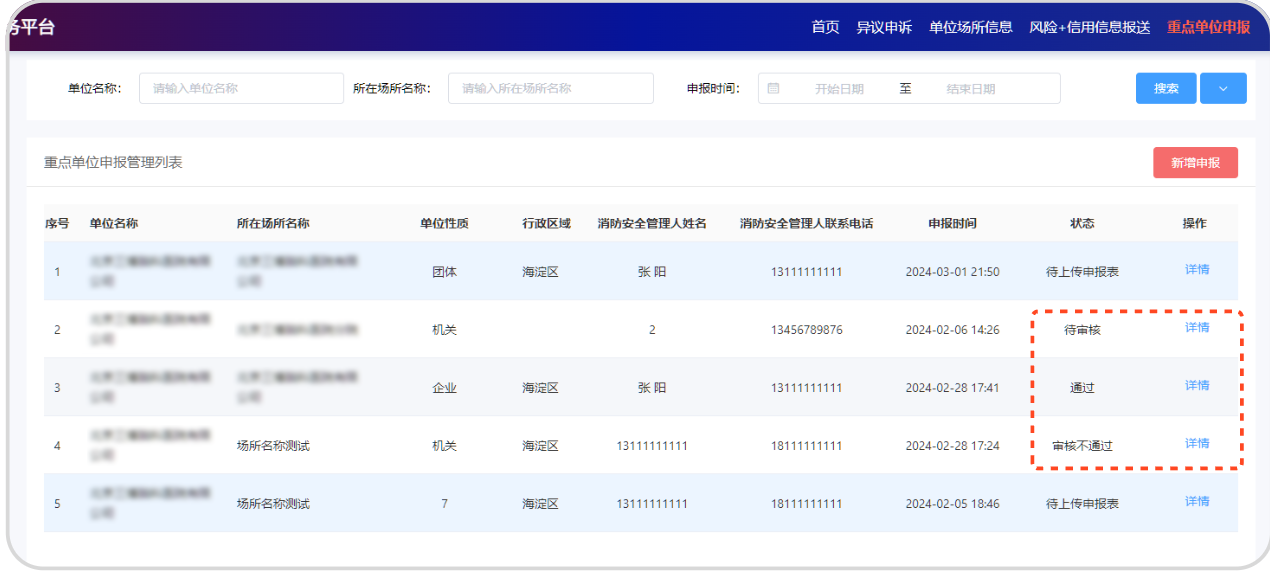 务平台 首页 异议申诉 单位场所信息 风险+信用信息报送 重点单位申报
单位名称： 请输入单位名称 所在场所名称： 请输入所在场所名称 申报时间： 开始日期 至 结束日期 搜索
重点单位申报管理列表 新增申报
序号 单位名称 所在场所名称 单位性质 行政区域 消防安全管理人姓名 消防安全管理人联系电话 申报时间 状态 操作
1 团体 海淀区 张 阳 13111111111 2024-03-01 21:50 待上传申报表 详情
2 机关 2 13456789876 2024-02-06 14:26 待审核 详情
3 企业 海淀区 张 阳 13111111111 2024-02-28 17:41 通过 详情
4 场所名称测试 机关 海淀区 13111111111 18111111111 2024-02-28 17:24 审核不通过 详情
5 场所名称测试 7 海淀区 13111111111 18111111111 2024-02-05 18:46 待上传申报表 详情